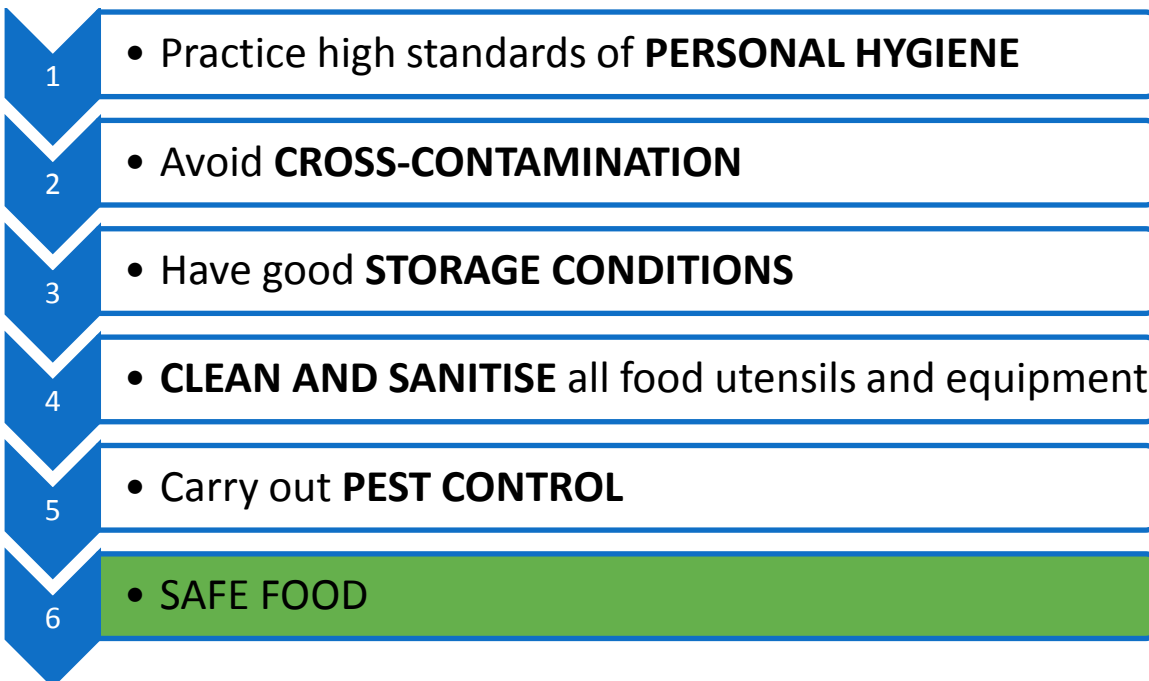 1
• Practice high standards of PERSONAL HYGIENE
2
• Avoid CROSS-CONTAMINATION
3
• Have good STORAGE CONDITIONS
4
• CLEAN AND SANITISE all food utensils and equipment
5
• Carry out PEST CONTROL
6
• SAFE FOOD